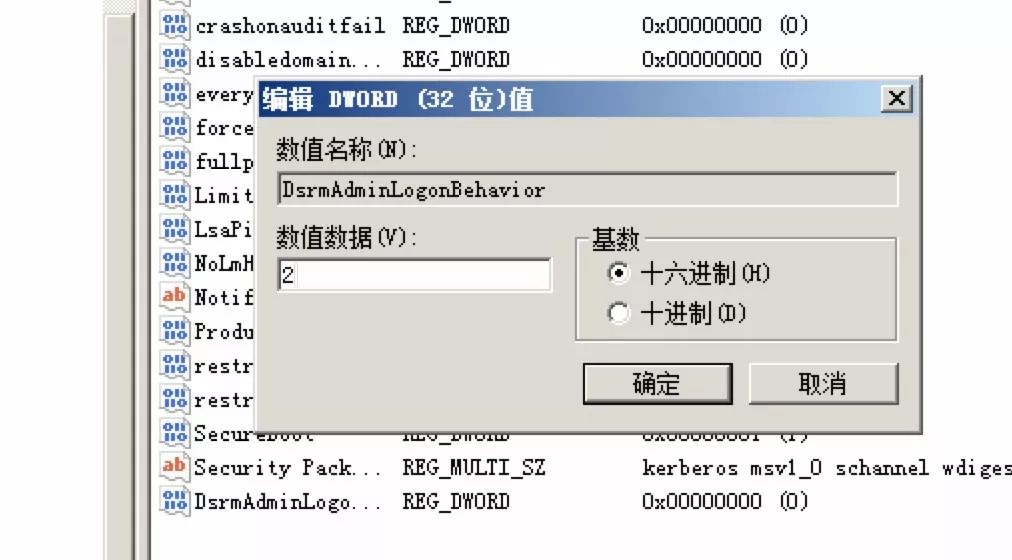 crashonauditfail REG_DWORD 0x00000000 (0)
disabledomain... REG_DWORD 0x00000000 (0)
every
编辑 DWORD (32 位)值
force
数值名称(N):
fullp
DsrmAdminLogonBehavior
Limit
LsaPi
数值数据(V):
基数
NoLmH
2
十六进制(H)
Notif
十进制(D)
Produ
restr
确定
取消
restr
SecureBoot REG_DWORD 0x00000001 (1)
Security Pack... REG_MULTI_SZ kerberos msv1_0 schannel wdiges
DsrmAdminLogo... REG_DWORD 0x00000000 (0)